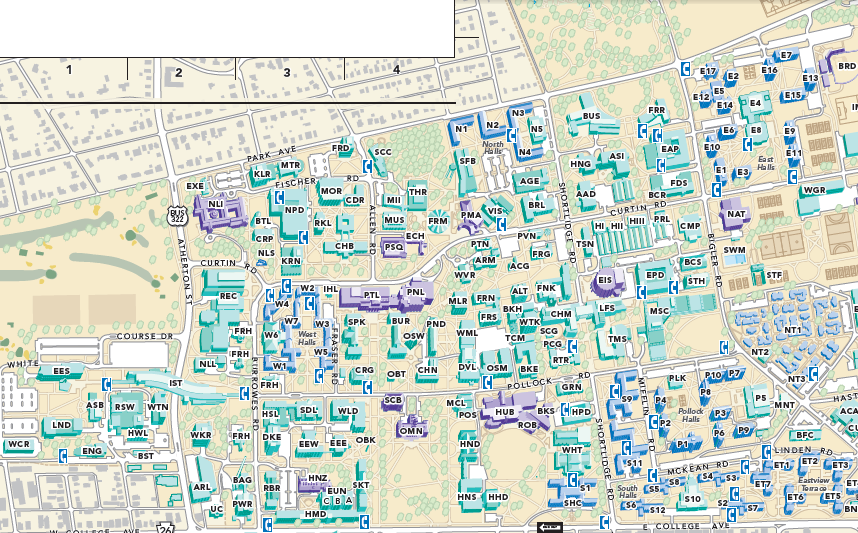 1
2
3
4
PARK AVE
FRD
SCC
N1
N2
N3
N5
N4
North
Halls
BUS
FRR
E17
E2
E16
E7
E13
BRD
E12
E5
E14
E4
E15
E6
E8
E9
E10
E11
East
Halls
E1
E3
KLR
MTR
FISCHER RD
EXE
NLI
BUS
322
NPD
MOR
CDR
MII
THR
SFB
HNG
ASI
EAP
AGE
AAD
FDS
BCR
WGR
BTL
RKL
MUS
FRM
PMA
VIS
BRL
CURTIN RD
NAT
CRP
CHB
PSQ
ECH
HI
HII
HIII
PRL
CMP
NLS
KRN
PTN
PVN
TSN
ARM
FRG
SWM
ALLEN RD
SHORTLIDGE RD
BIGLER RD
ATHERTON ST
CURTIN RD
WVR
ACG
EIS
EPD
BCS
STH
STF
REC
W2
IHL
W4
PTL
PNL
MLR
FRN
ALT
FNK
LFS
MSC
W7
W3
SPK
BUR
PND
FRS
BKH
CHM
WTK
FRH
W6
West
Halls
OSW
WML
TCM
SCG
PCG
TMS
NT1
NT2
COURSE DR
WHITE
FRH
W5
FRASER RD
NLL
W1
CRG
OBT
CHN
DVL
OSM
BKE
RTR
NT3
EES
IST
FRH
BURROWES RD
POLLOCK RD
GRN
PLK
P10
P7
P8
P4
P5
MNT
HAST
ASB
RSW
WTN
HSL
SDL
WLD
SCB
MCL
POS
HUB
BKS
ROB
HPD
S9
MIFFLIN RD
Pollock
Halls
P3
P2
P9
P6
P1
BFC
ACA
END
HWL
WCR
ENG
BST
WKR
FRH
DKE
EEW
EEE
OBK
OMN
HND
WHT
SHORTLIDGE RD
S11
MCKEAN RD
LINDEN RD
ET1
ET2
ET3
ARL
BAG
RBR
HNZ
SKT
EUN
C
B
A
HNS
HHD
S1
SHC
South
Halls
S8
S4
S3
S5
S10
S6
S12
S2
S7
ET7
Eastview
Terrace
ET6
ET5
UC
PWR
HMD
BN
26
W COLLEGE AVE
E COLLEGE AVE